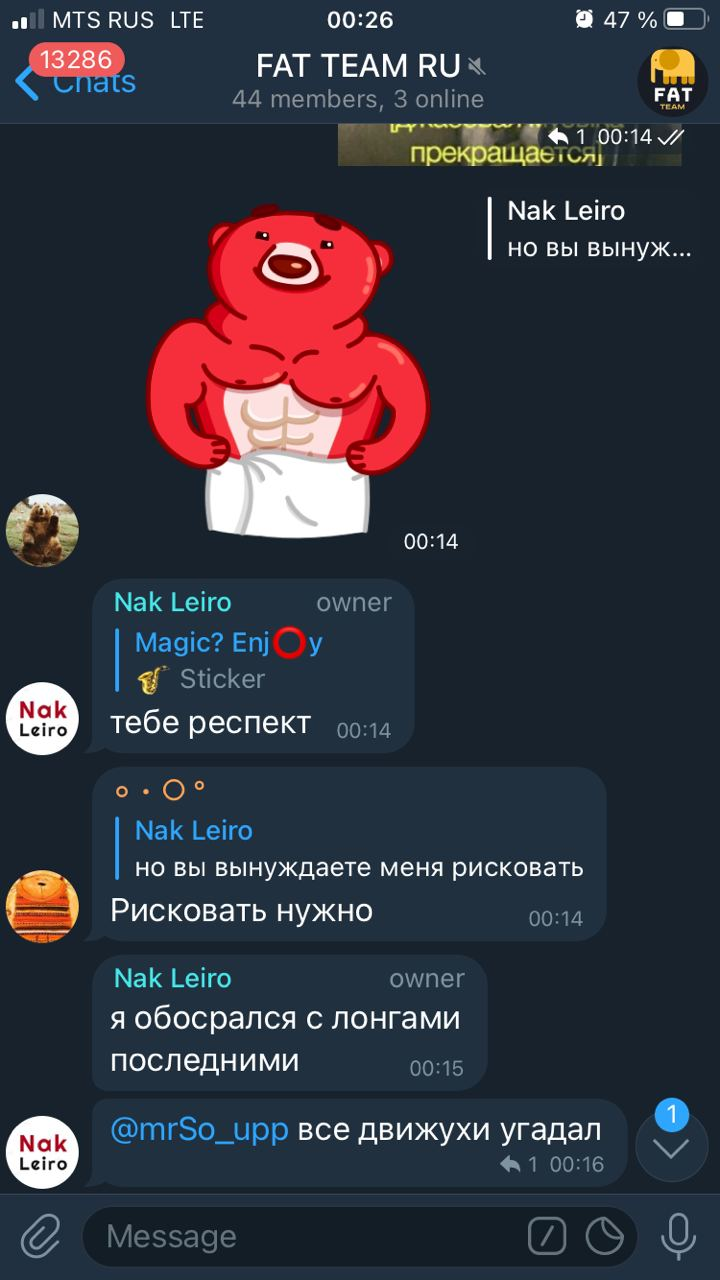 MTS RUS LTE 00:26 47 %
13286
Chats
FAT TEAM RU
44 members, 3 online
FAT
TEAM
1 00:14
прекращается]
Nak Leiro
но вы вынуж...
00:14
Nak Leiro owner
Magic? Enj⭕y
🎷 Sticker
тебе респект 00:14
Nak
Leiro
Nak Leiro
но вы вынуждаете меня рисковать
Рисковать нужно 00:14
Nak Leiro owner
я обосрался с лонгами
последними 00:15
@mrSo_upp все движухи угадал
1 00:16
Nak
Leiro
1
Message